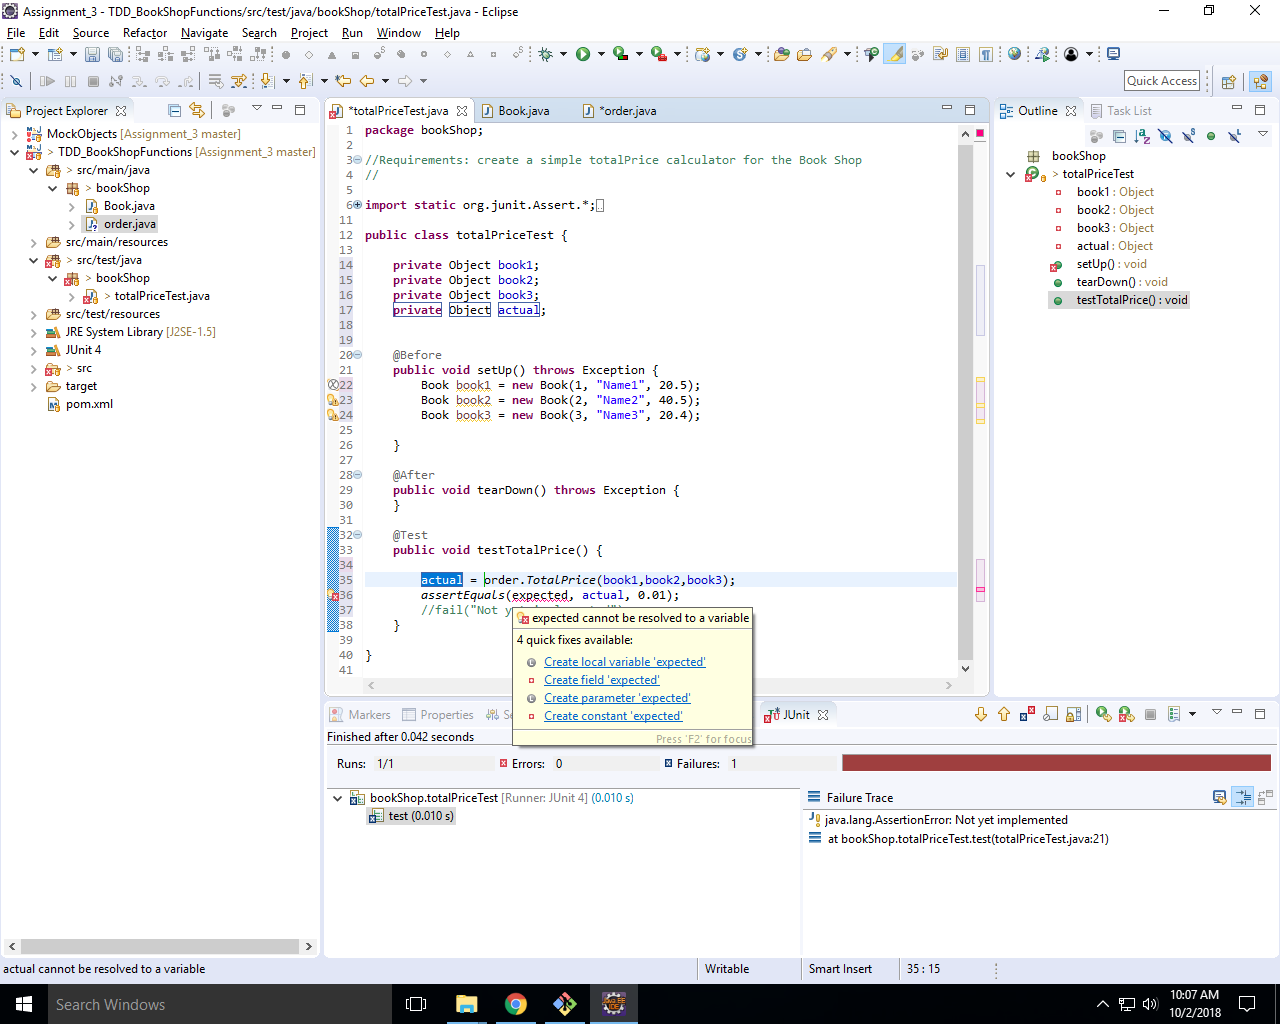 Assignment_3 - TDD_BookShopFunctions/src/test/java/bookShop/totalPriceTest.java - Eclipse
File Edit Source Refactor Navigate Search Project Run Window Help
Quick Access
Project Explorer
MockObjects [Assignment_3 master]
> TDD_BookShopFunctions [Assignment_3 master]
> src/main/java
> bookShop
Book.java
order.java
src/main/resources
> src/test/java
> bookShop
> totalPriceTest.java
src/test/resources
JRE System Library [J2SE-1.5]
JUnit 4
> src
target
pom.xml
*totalPriceTest.java Book.java *order.java
1 package bookShop;
2
3 //Requirements: create a simple totalPrice calculator for the Book Shop
4 //
5
6 import static org.junit.Assert.*;
11
12 public class totalPriceTest {
13
14 private Object book1;
15 private Object book2;
16 private Object book3;
17 private Object actual;
18
19
20 @Before
21 public void setUp() throws Exception {
22 Book book1 = new Book(1, "Name1", 20.5);
23 Book book2 = new Book(2, "Name2", 40.5);
24 Book book3 = new Book(3, "Name3", 20.4);
25
26 }
27
28 @After
29 public void tearDown() throws Exception {
30 }
31
32 @Test
33 public void testTotalPrice() {
34
35 actual = order.TotalPrice(book1,book2,book3);
36 assertEquals(expected, actual, 0.01);
37 //fail("Not y
38 }
39
40 }
41
expected cannot be resolved to a variable
4 quick fixes available:
Create local variable 'expected'
Create field 'expected'
Create parameter 'expected'
Create constant 'expected'
Press 'F2' for focus
Outline Task List
bookShop
> totalPriceTest
book1 : Object
book2 : Object
book3 : Object
actual : Object
setUp() : void
tearDown() : void
testTotalPrice() : void
Markers Properties Se JUnit
Finished after 0.042 seconds
Runs: 1/1 Errors: 0 Failures: 1
bookShop.totalPriceTest [Runner: JUnit 4] (0.010 s)
test (0.010 s)
Failure Trace
java.lang.AssertionError: Not yet implemented
at bookShop.totalPriceTest.test(totalPriceTest.java:21)
actual cannot be resolved to a variable
Writable Smart Insert 35 : 15
Search Windows
10:07 AM
10/2/2018